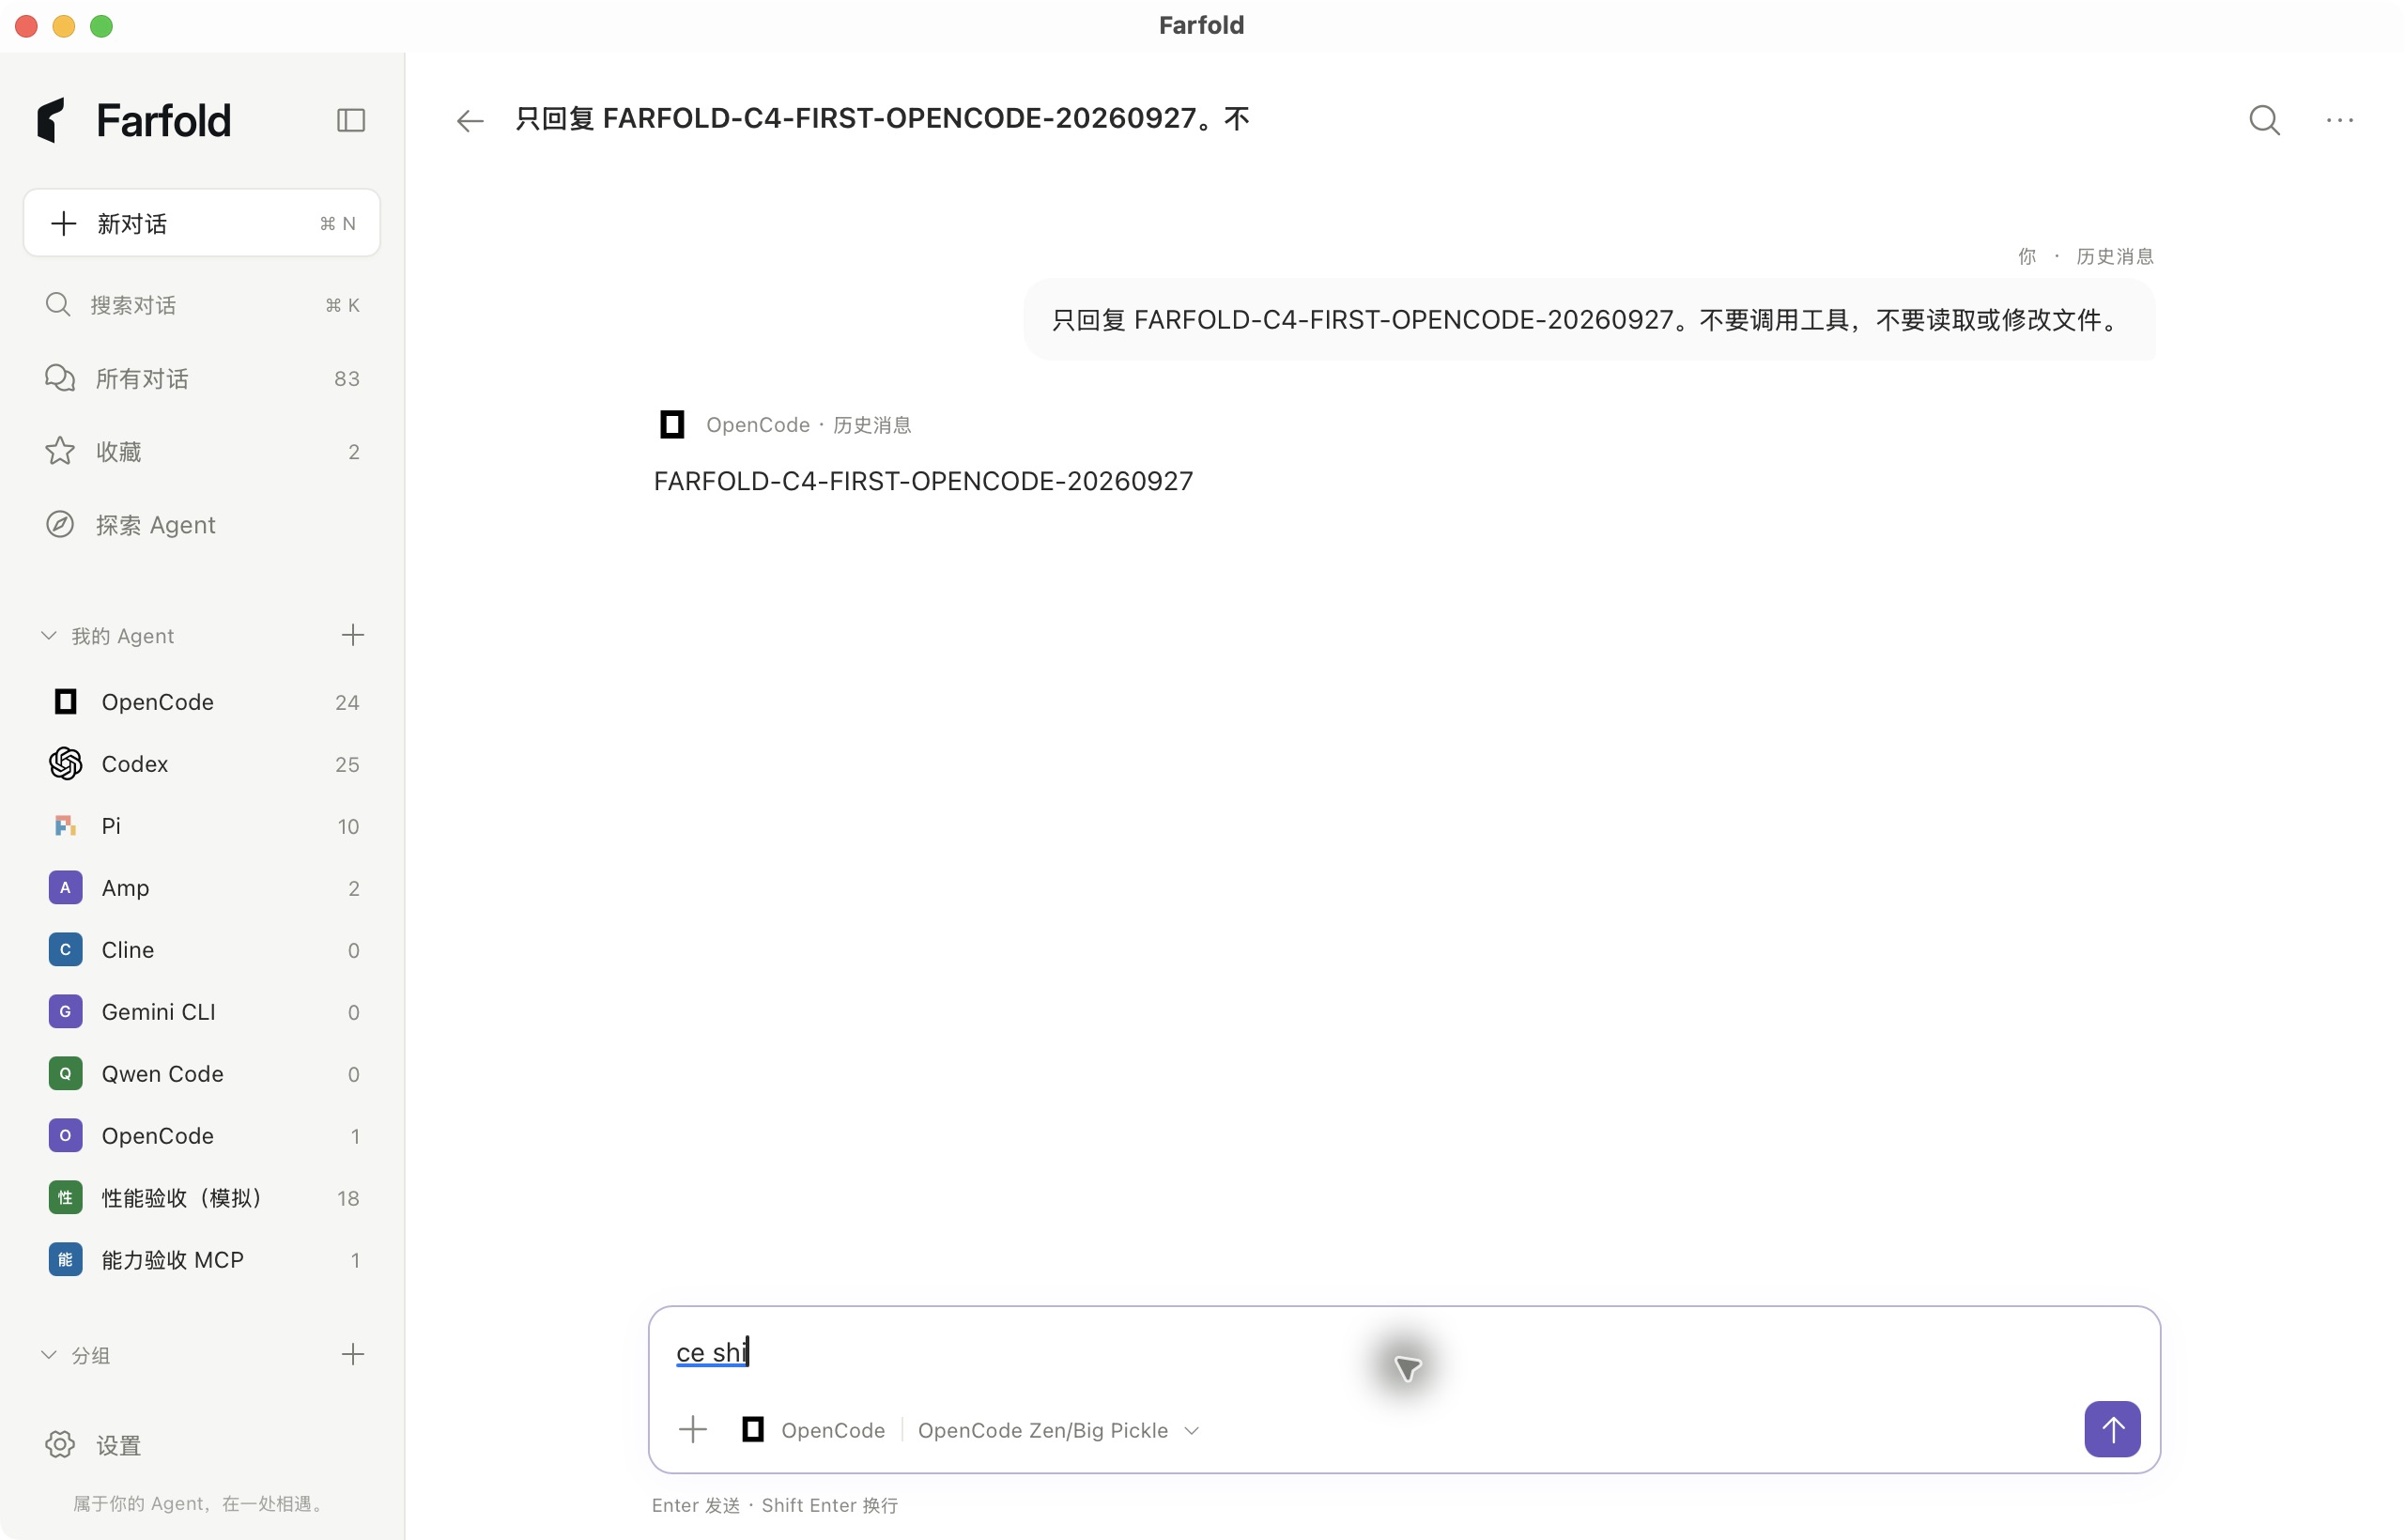 Farfold
Farfold
新对话 ⌘ N
搜索对话 ⌘ K
所有对话 83
收藏 2
探索 Agent
我的 Agent
OpenCode 24
Codex 25
Pi 10
A Amp 2
C Cline 0
G Gemini CLI 0
Q Qwen Code 0
O OpenCode 1
性 性能验收（模拟） 18
能 能力验收 MCP 1
分组
设置
属于你的 Agent，在一处相遇。
只回复 FARFOLD-C4-FIRST-OPENCODE-20260927。不
你 · 历史消息
只回复 FARFOLD-C4-FIRST-OPENCODE-20260927。不要调用工具，不要读取或修改文件。
OpenCode · 历史消息
FARFOLD-C4-FIRST-OPENCODE-20260927
ce shi
OpenCode OpenCode Zen/Big Pickle
Enter 发送 · Shift Enter 换行